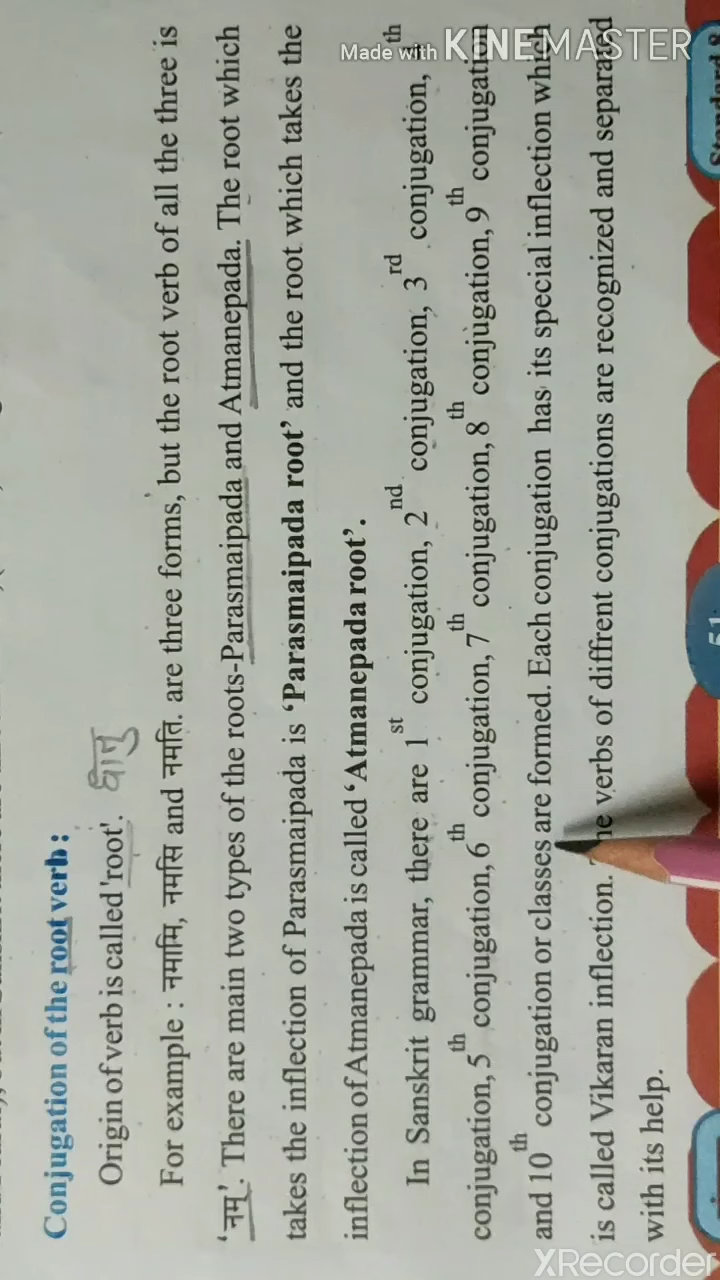 Conjugation of the root verb :
Origin of verb is called 'root'. धातु
For example : नमामि, नमसि and नमति. are three forms, but the root verb of all the three is
‘नम्’. There are main two types of the roots-Parasmaipada and Atmanepada. The root which
takes the inflection of Parasmaipada is ‘Parasmaipada root’ and the root which takes the
inflection of Atmanepada is called ‘Atmanepada root’.
In Sanskrit grammar, there are 1st conjugation, 2nd conjugation, 3rd conjugation, th
conjugation, 5th conjugation, 6th conjugation, 7th conjugation, 8th conjugation, 9th conjugation
and 10th conjugation or classes are formed. Each conjugation has its special inflection which
is called Vikaran inflection. verbs of diffrent conjugations are recognized and separated
with its help.
51
Standard 8
Made with KINEMASTER
XRecorder